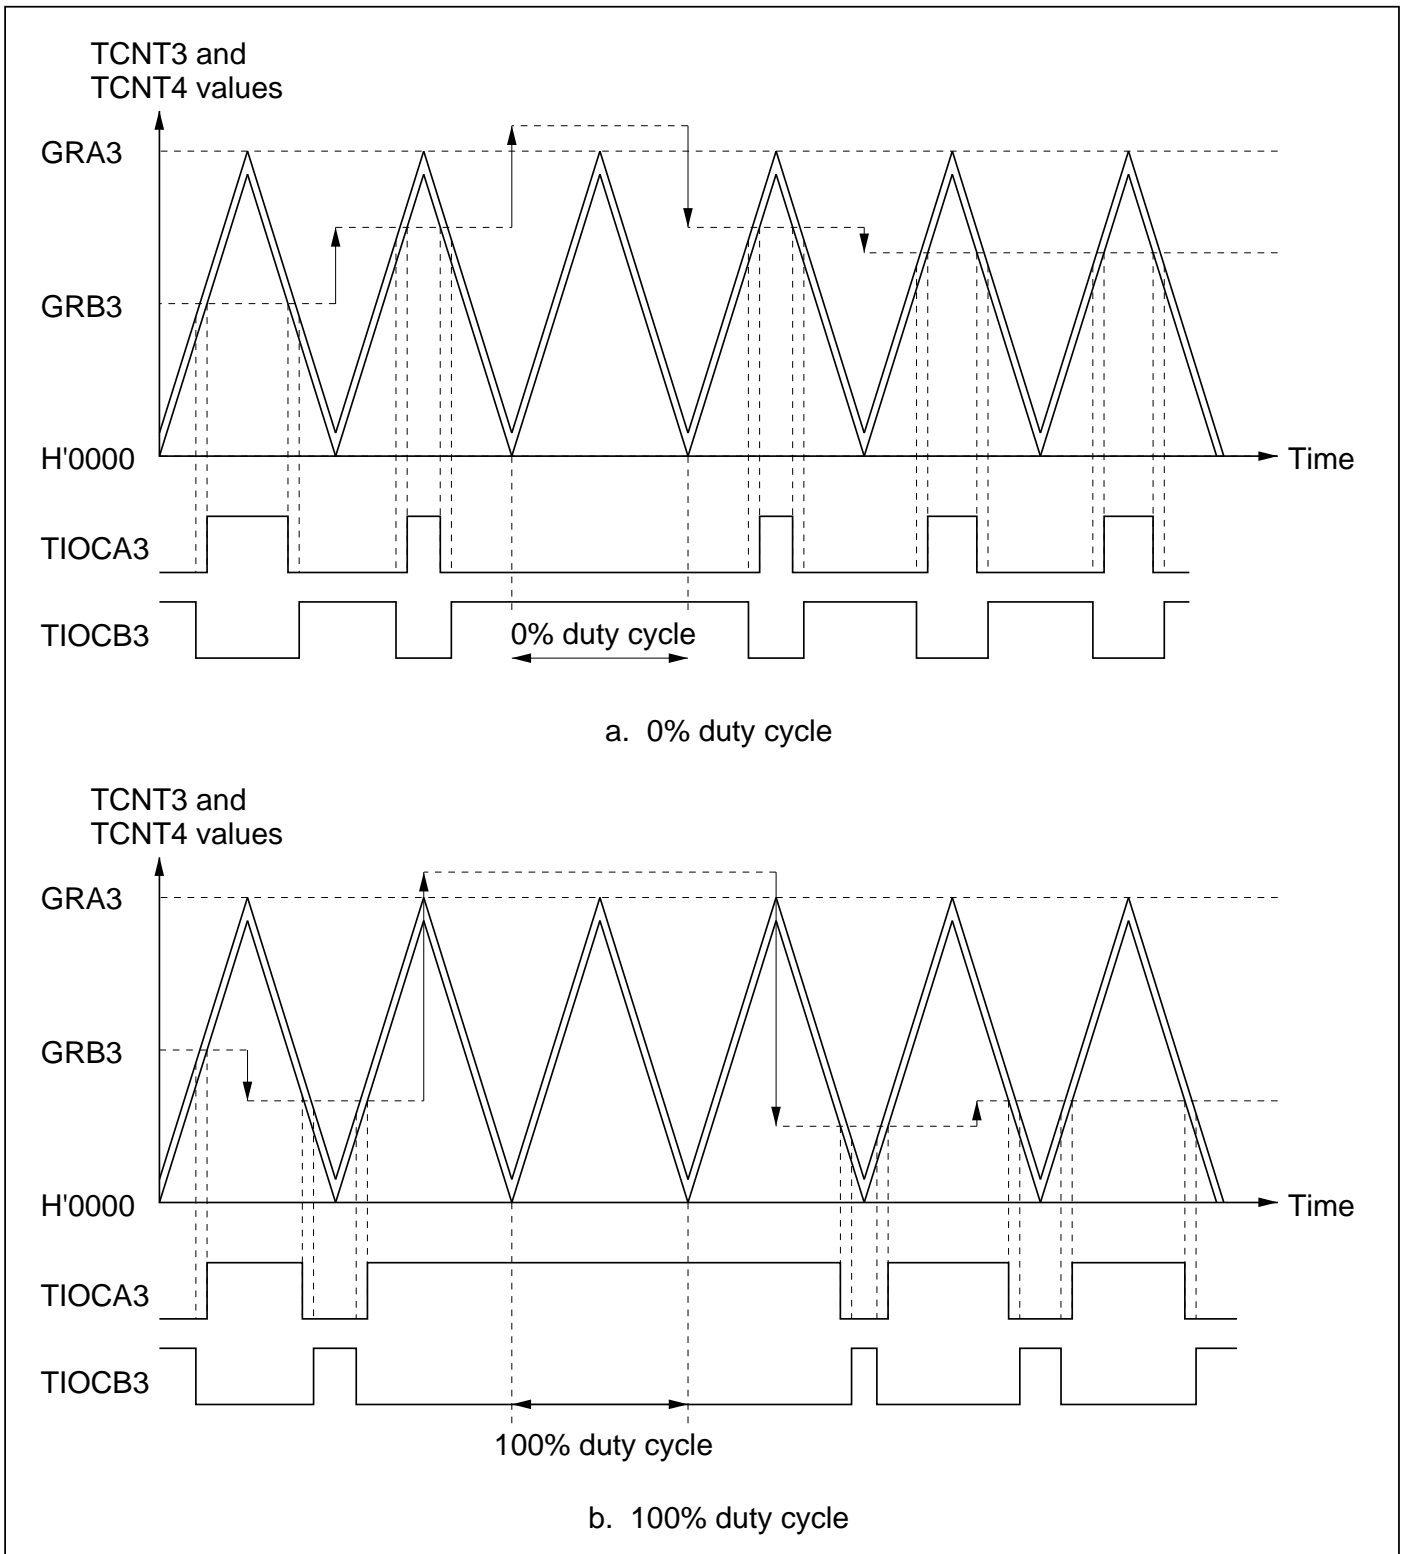 TCNT3 and
TCNT4 values
GRA3
GRB3
H'0000
Time
TIOCA3
TIOCB3
0% duty cycle
a. 0% duty cycle
TCNT3 and
TCNT4 values
GRA3
GRB3
H'0000
Time
TIOCA3
TIOCB3
100% duty cycle
b. 100% duty cycle